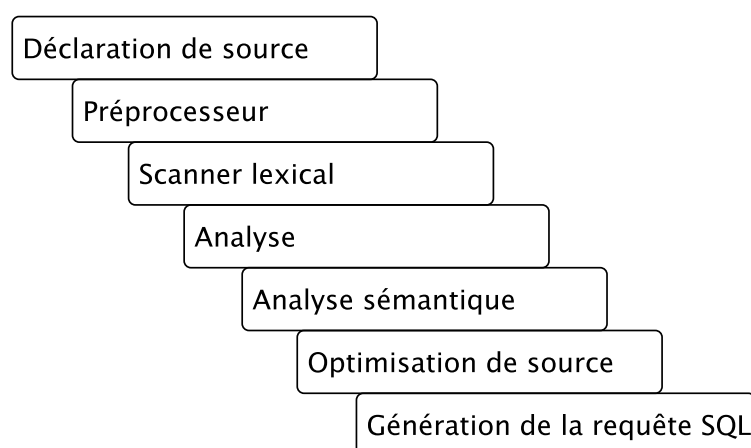 Déclaration de source
Préprocesseur
Scanner lexical
Analyse
Analyse sémantique
Optimisation de source
Génération de la requête SQL